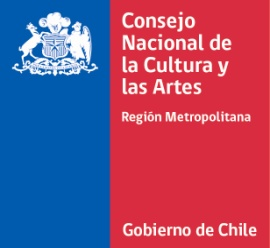 Consejo
Nacional de
la Cultura y
las Artes
Región Metropolitana
Gobierno de Chile